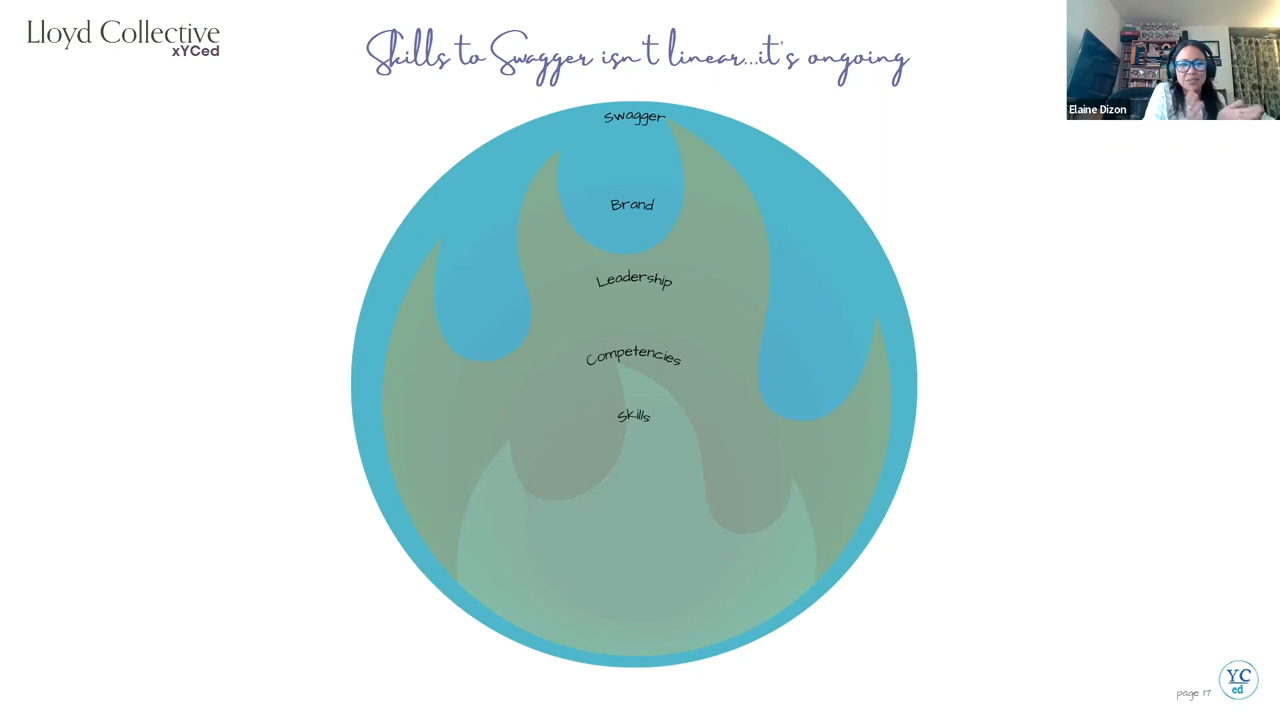 Lloyd Collective
xYCed
Skills to Swagger isn't linear...it's ongoing
Elaine Dizon
Swagger
Brand
Leadership
Competencies
Skills
page 17
YC
ed